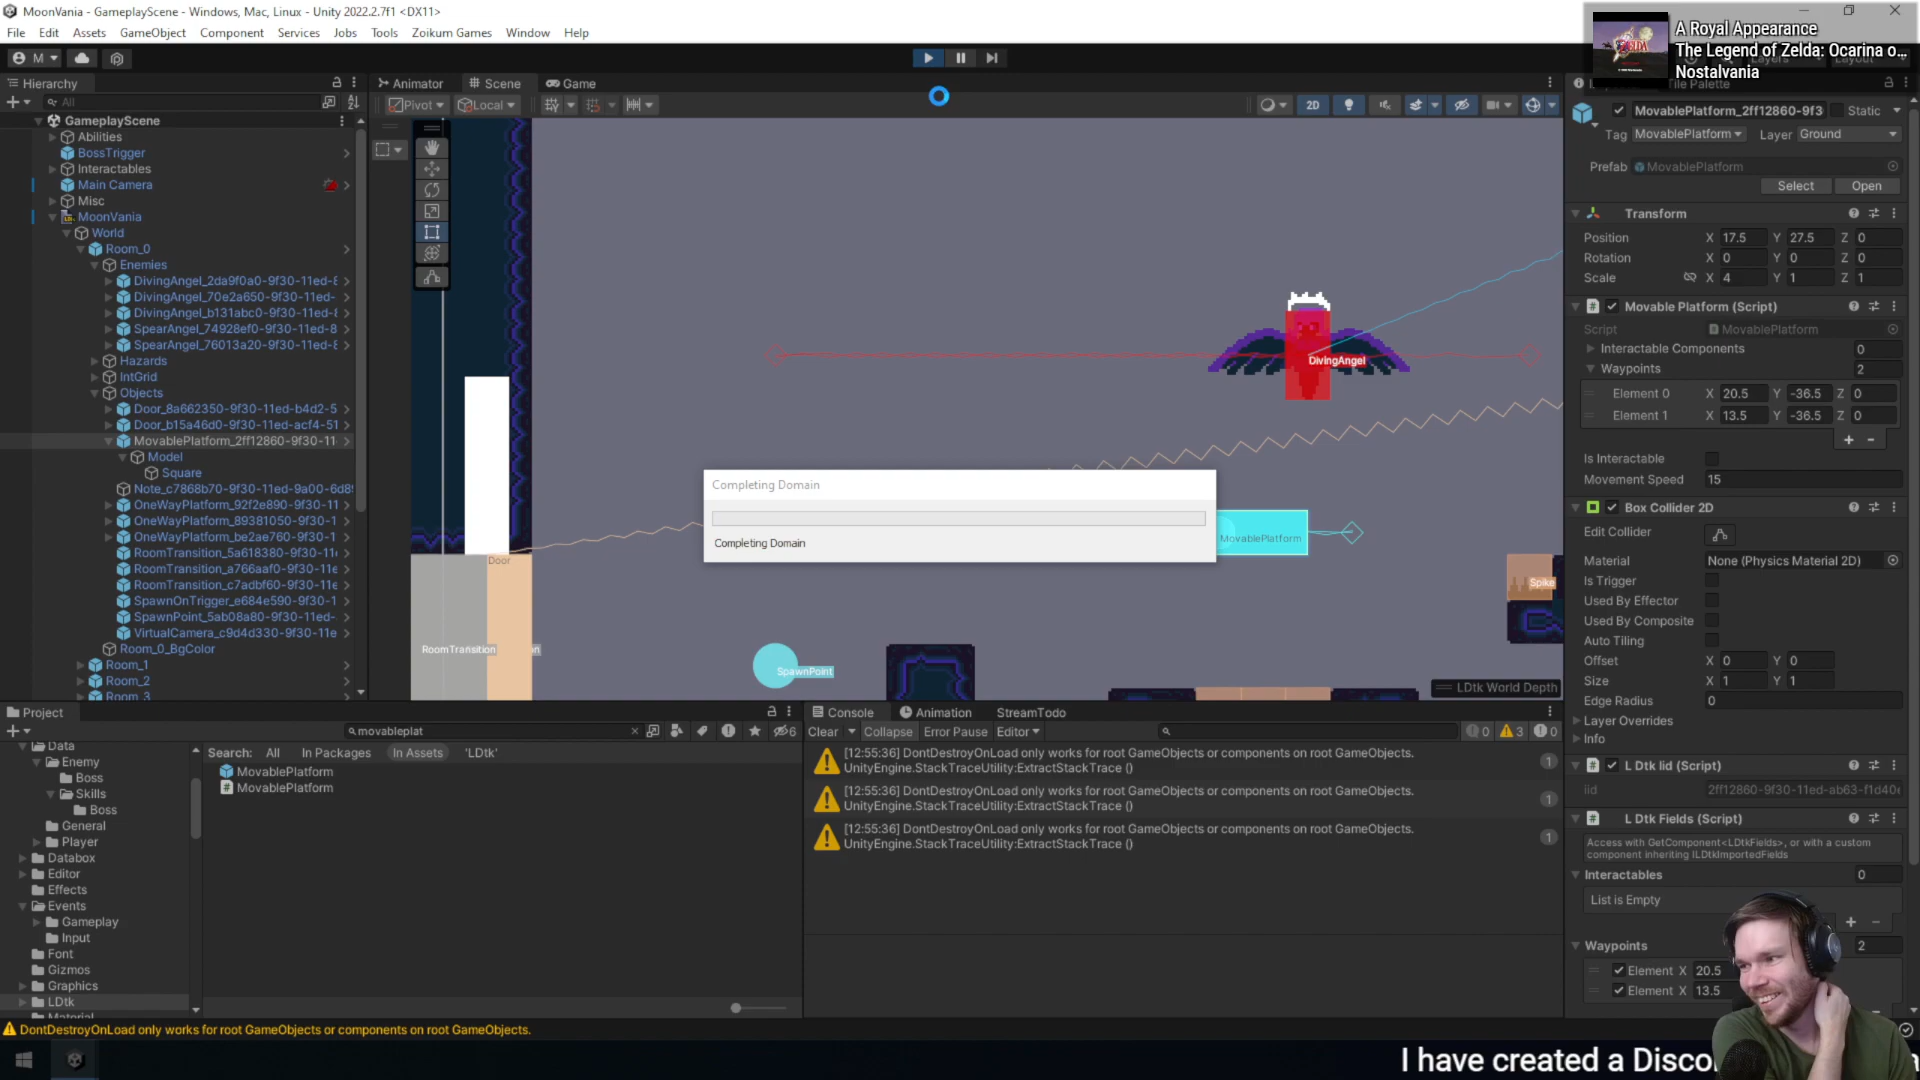 MoonVania - GameplayScene - Windows, Mac, Linux - Unity 2022.2.7f1 <DX11>
File Edit Assets GameObject Component Services Jobs Tools Zoikum Games Window Help
A Royal Appearance
The Legend of Zelda: Ocarina o...
Nostalvania
M
Layers
Layout
Hierarchy
All
GameplayScene
Abilities
BossTrigger
Interactables
Main Camera
Misc
MoonVania
World
Room_0
Enemies
DivingAngel_2da9f0a0-9f30-11ed-8
DivingAngel_70e2a650-9f30-11ed-
DivingAngel_b131abc0-9f30-11ed-8
SpearAngel_74928ef0-9f30-11ed-8
SpearAngel_76013a20-9f30-11ed-8
Hazards
IntGrid
Objects
Door_8a662350-9f30-11ed-b4d2-5
Door_b15a46d0-9f30-11ed-acf4-51
MovablePlatform_2ff12860-9f30-11
Model
Square
Note_c7868b70-9f30-11ed-9a00-6d8
OneWayPlatform_92f2e890-9f30-11
OneWayPlatform_89381050-9f30-1
OneWayPlatform_be2ae760-9f30-1
RoomTransition_5a618380-9f30-11
RoomTransition_a766aaf0-9f30-11e
RoomTransition_c7adbf60-9f30-11e
SpawnOnTrigger_e684e590-9f30-1
SpawnPoint_5ab08a80-9f30-11ed-
VirtualCamera_c9d4d330-9f30-11e
Room_0_BgColor
Room_1
Room_2
Room_3
Animator Scene Game
Pivot Local
2D
DivingAngel
Completing Domain
Completing Domain
MovablePlatform
Door
Spike
RoomTransition
SpawnPoint
LDtk World Depth
Tile Palette
MovablePlatform_2ff12860-9f3
Static
Tag MovablePlatform Layer Ground
Prefab MovablePlatform
Select Open
Transform
Position X 17.5 Y 27.5 Z 0
Rotation X 0 Y 0 Z 0
Scale X 4 Y 1 Z 1
Movable Platform (Script)
Script MovablePlatform
Interactable Components 0
Waypoints 2
Element 0 X 20.5 Y -36.5 Z 0
Element 1 X 13.5 Y -36.5 Z 0
Is Interactable
Movement Speed 15
Box Collider 2D
Edit Collider
Material None (Physics Material 2D)
Is Trigger
Used By Effector
Used By Composite
Auto Tiling
Offset X 0 Y 0
Size X 1 Y 1
Edge Radius 0
Layer Overrides
Info
L Dtk Iid (Script)
iid 2ff12860-9f30-11ed-ab63-f1d40
L Dtk Fields (Script)
Access with GetComponent<LDtkFields>, or with a custom
component inheriting ILDtkImportedFields
Interactables 0
List is Empty
Waypoints 2
Element X 20.5
Element X 13.5
Project
movableplat
6
Search: All In Packages In Assets 'LDtk'
MovablePlatform
MovablePlatform
Data
Enemy
Boss
Skills
Boss
General
Player
Databox
Editor
Effects
Events
Gameplay
Input
Font
Gizmos
Graphics
LDtk
Material
Console Animation StreamTodo
Clear Collapse Error Pause Editor
0 3 0
[12:55:36] DontDestroyOnLoad only works for root GameObjects or components on root GameObjects.
UnityEngine.StackTraceUtility:ExtractStackTrace ()
1
[12:55:36] DontDestroyOnLoad only works for root GameObjects or components on root GameObjects.
UnityEngine.StackTraceUtility:ExtractStackTrace ()
1
[12:55:36] DontDestroyOnLoad only works for root GameObjects or components on root GameObjects.
UnityEngine.StackTraceUtility:ExtractStackTrace ()
1
DontDestroyOnLoad only works for root GameObjects or components on root GameObjects.
I have created a Disco